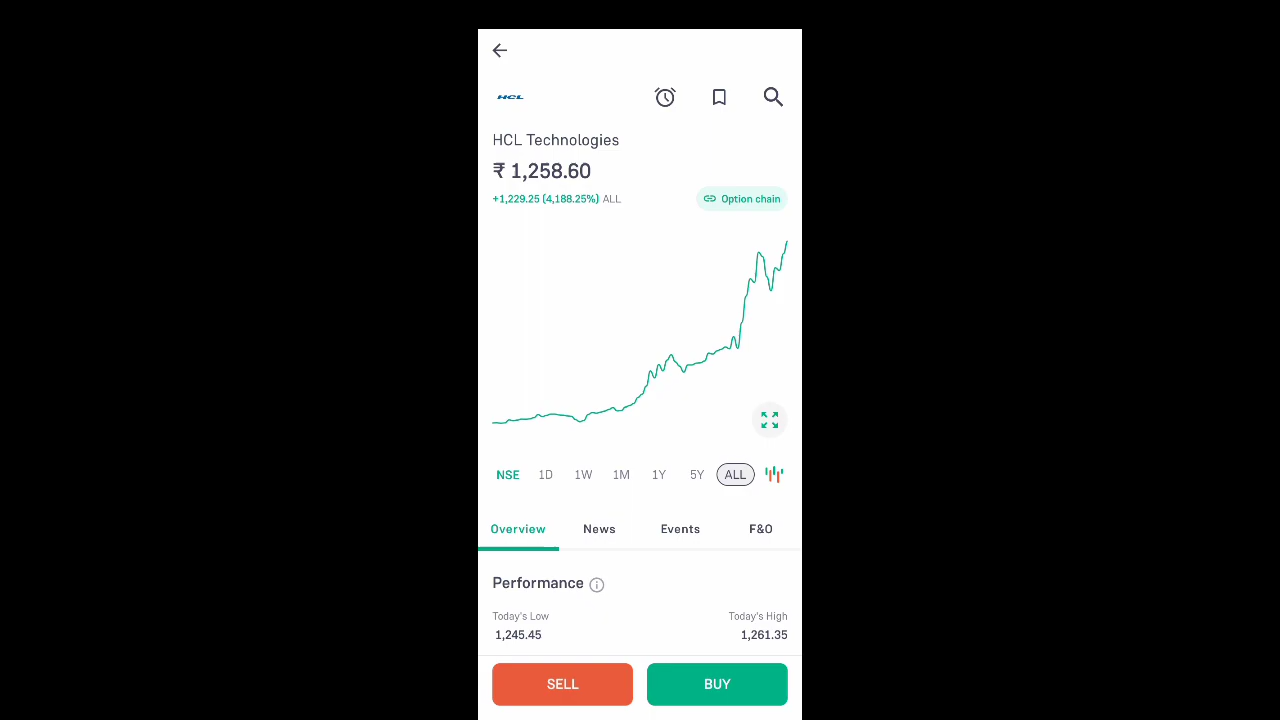 HCL
HCL Technologies
₹ 1,258.60
+1,229.25 (4,188.25%) ALL
Option chain
NSE 1D 1W 1M 1Y 5Y ALL
Overview News Events F&O
Performance
Today's Low Today's High
1,245.45 1,261.35
SELL BUY